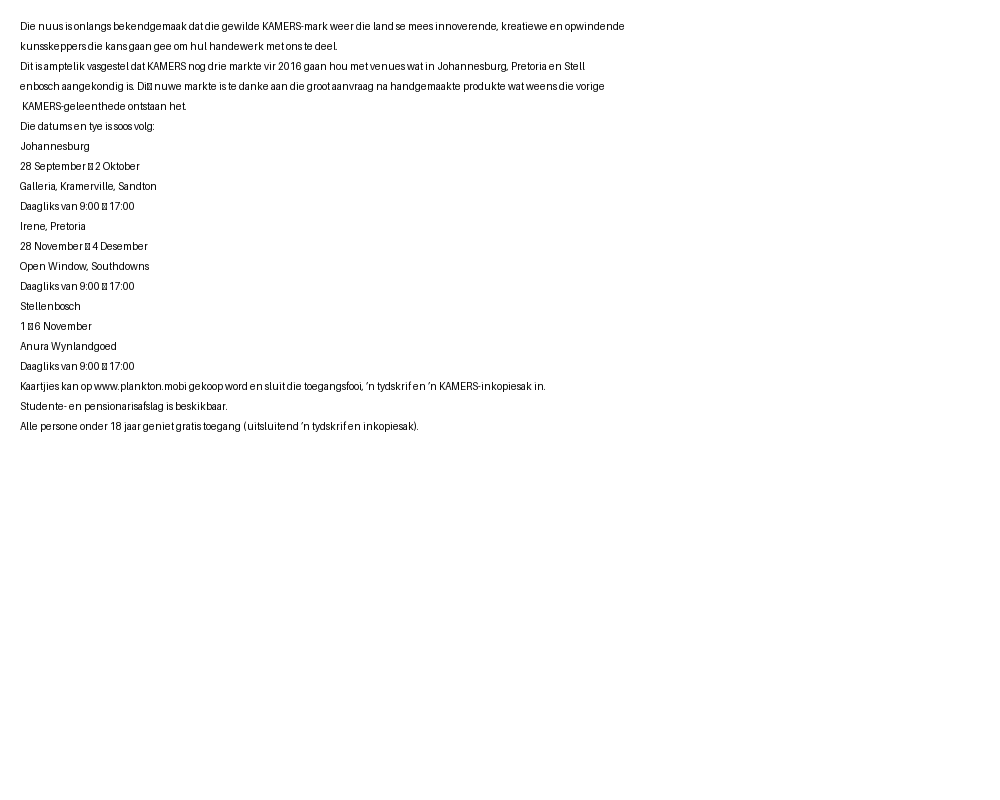 Die nuus is onlangs bekendgemaak dat die gewilde KAMERS-mark weer die land se mees innoverende, kreatiewe en opwindende
kunsskeppers die kans gaan gee om hul handewerk met ons te deel.
Dit is amptelik vasgestel dat KAMERS nog drie markte vir 2016 gaan hou met venues wat in Johannesburg, Pretoria en Stell
enbosch aangekondig is. Di� nuwe markte is te danke aan die groot aanvraag na handgemaakte produkte wat weens die vorige
KAMERS-geleenthede ontstaan het.
Die datums en tye is soos volg:
Johannesburg
28 September � 2 Oktober
Galleria, Kramerville, Sandton
Daagliks van 9:00 � 17:00
Irene, Pretoria
28 November � 4 Desember
Open Window, Southdowns
Daagliks van 9:00 � 17:00
Stellenbosch
1 � 6 November
Anura Wynlandgoed
Daagliks van 9:00 � 17:00
Kaartjies kan op www.plankton.mobi gekoop word en sluit die toegangsfooi, ’n tydskrif en ’n KAMERS-inkopiesak in.
Studente- en pensionarisafslag is beskikbaar.
Alle persone onder 18 jaar geniet gratis toegang (uitsluitend ’n tydskrif en inkopiesak).